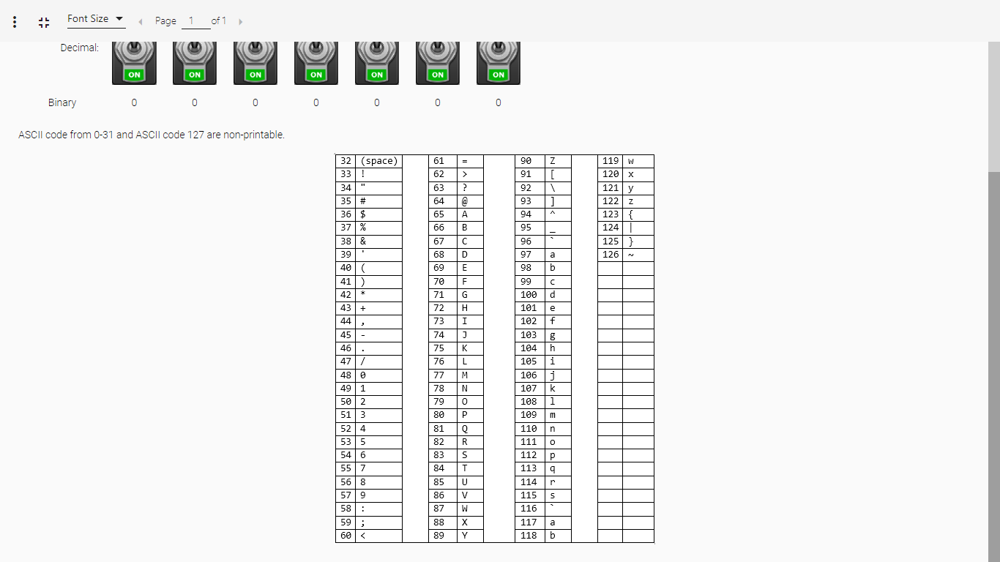 Font Size Page 1 of 1
Decimal:
ON ON ON ON ON ON ON
Binary 0 0 0 0 0 0 0
ASCII code from 0-31 and ASCII code 127 are non-printable.
32 (space) 61 = 90 Z 119 w
33 ! 62 > 91 [ 120 x
34 " 63 ? 92 \ 121 y
35 # 64 @ 93 ] 122 z
36 $ 65 A 94 ^ 123 {
37 % 66 B 95 _ 124 |
38 & 67 C 96 ` 125 }
39 ' 68 D 97 a 126 ~
40 ( 69 E 98 b
41 ) 70 F 99 c
42 * 71 G 100 d
43 + 72 H 101 e
44 , 73 I 102 f
45 - 74 J 103 g
46 . 75 K 104 h
47 / 76 L 105 i
48 0 77 M 106 j
49 1 78 N 107 k
50 2 79 O 108 l
51 3 80 P 109 m
52 4 81 Q 110 n
53 5 82 R 111 o
54 6 83 S 112 p
55 7 84 T 113 q
56 8 85 U 114 r
57 9 86 V 115 s
58 : 87 W 116 `
59 ; 88 X 117 a
60 < 89 Y 118 b